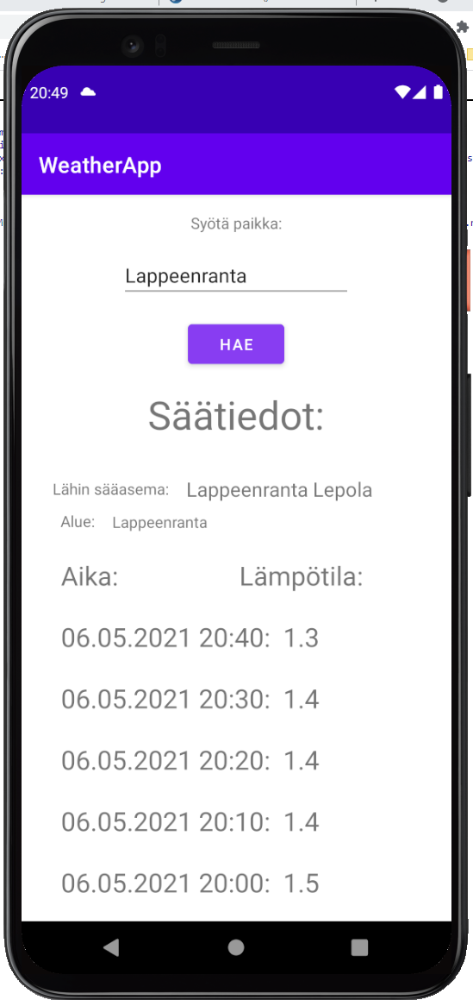 20:49
WeatherApp
Syötä paikka:
Lappeenranta
HAE
Säätiedot:
Lähin sääasema: Lappeenranta Lepola
Alue: Lappeenranta
Aika: Lämpötila:
06.05.2021 20:40: 1.3
06.05.2021 20:30: 1.4
06.05.2021 20:20: 1.4
06.05.2021 20:10: 1.4
06.05.2021 20:00: 1.5